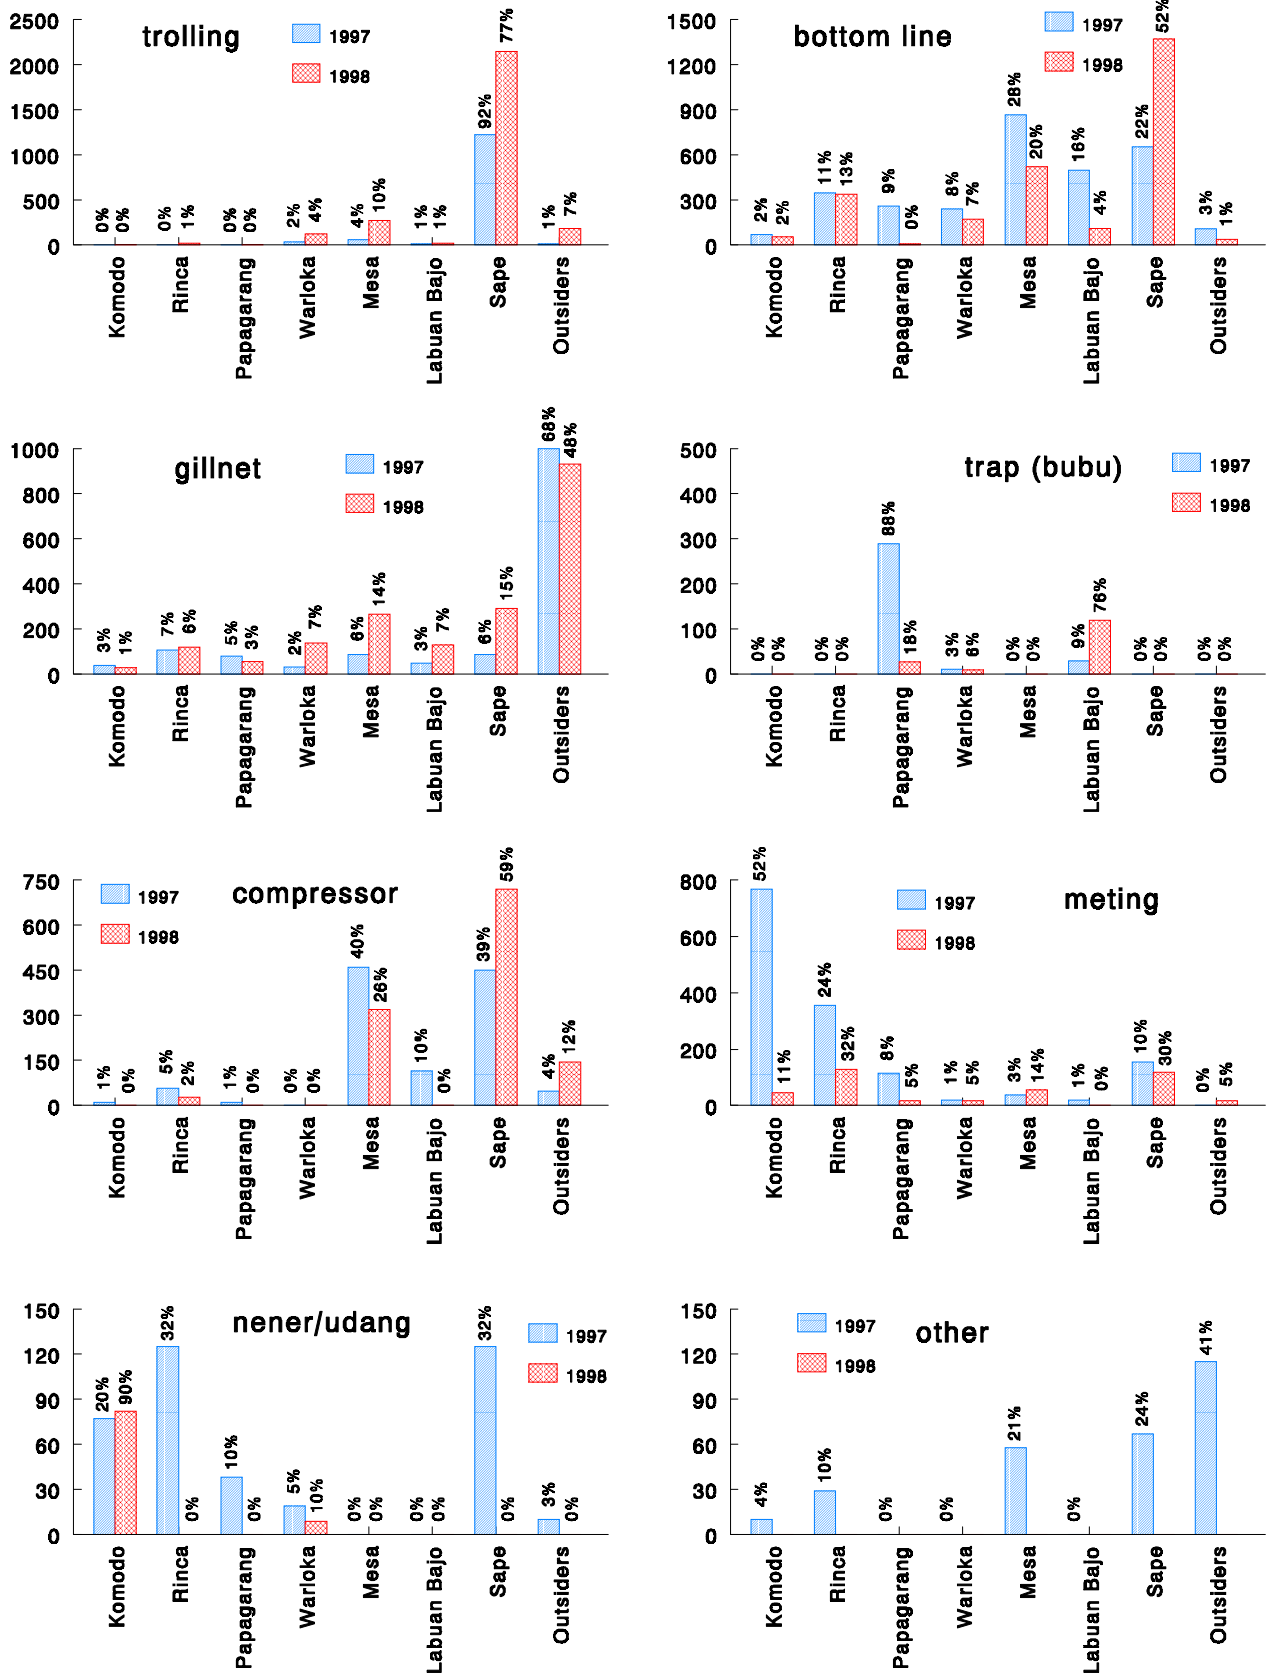 trolling
1997
1998
2500
2000
1500
1000
500
0
0% 0% 0% 1% 0% 0% 2% 4% 4% 10% 1% 1% 92% 77% 1% 7%
Komodo Rinca Papagarang Warloka Mesa Labuan Bajo Sape Outsiders
bottom line
1997
1998
1500
1200
900
600
300
0
2% 2% 11% 13% 9% 0% 8% 7% 28% 20% 16% 4% 22% 52% 3% 1%
Komodo Rinca Papagarang Warloka Mesa Labuan Bajo Sape Outsiders
gillnet
1997
1998
1000
800
600
400
200
0
3% 1% 7% 6% 5% 3% 2% 7% 6% 14% 3% 7% 6% 15% 68% 48%
Komodo Rinca Papagarang Warloka Mesa Labuan Bajo Sape Outsiders
trap (bubu)
1997
1998
500
400
300
200
100
0
0% 0% 0% 0% 88% 18% 3% 6% 0% 0% 9% 76% 0% 0% 0% 0%
Komodo Rinca Papagarang Warloka Mesa Labuan Bajo Sape Outsiders
compressor
1997
1998
750
600
450
300
150
0
1% 0% 5% 2% 1% 0% 0% 0% 40% 26% 10% 0% 39% 59% 4% 12%
Komodo Rinca Papagarang Warloka Mesa Labuan Bajo Sape Outsiders
meting
1997
1998
800
600
400
200
0
52% 11% 24% 32% 8% 5% 1% 5% 3% 14% 1% 0% 10% 30% 0% 5%
Komodo Rinca Papagarang Warloka Mesa Labuan Bajo Sape Outsiders
nener/udang
1997
1998
150
120
90
60
30
0
20% 90% 32% 0% 10% 0% 5% 10% 0% 0% 0% 0% 32% 0% 3% 0%
Komodo Rinca Papagarang Warloka Mesa Labuan Bajo Sape Outsiders
other
1997
1998
150
120
90
60
30
0
4% 10% 0% 0% 21% 0% 24% 41%
Komodo Rinca Papagarang Warloka Mesa Labuan Bajo Sape Outsiders